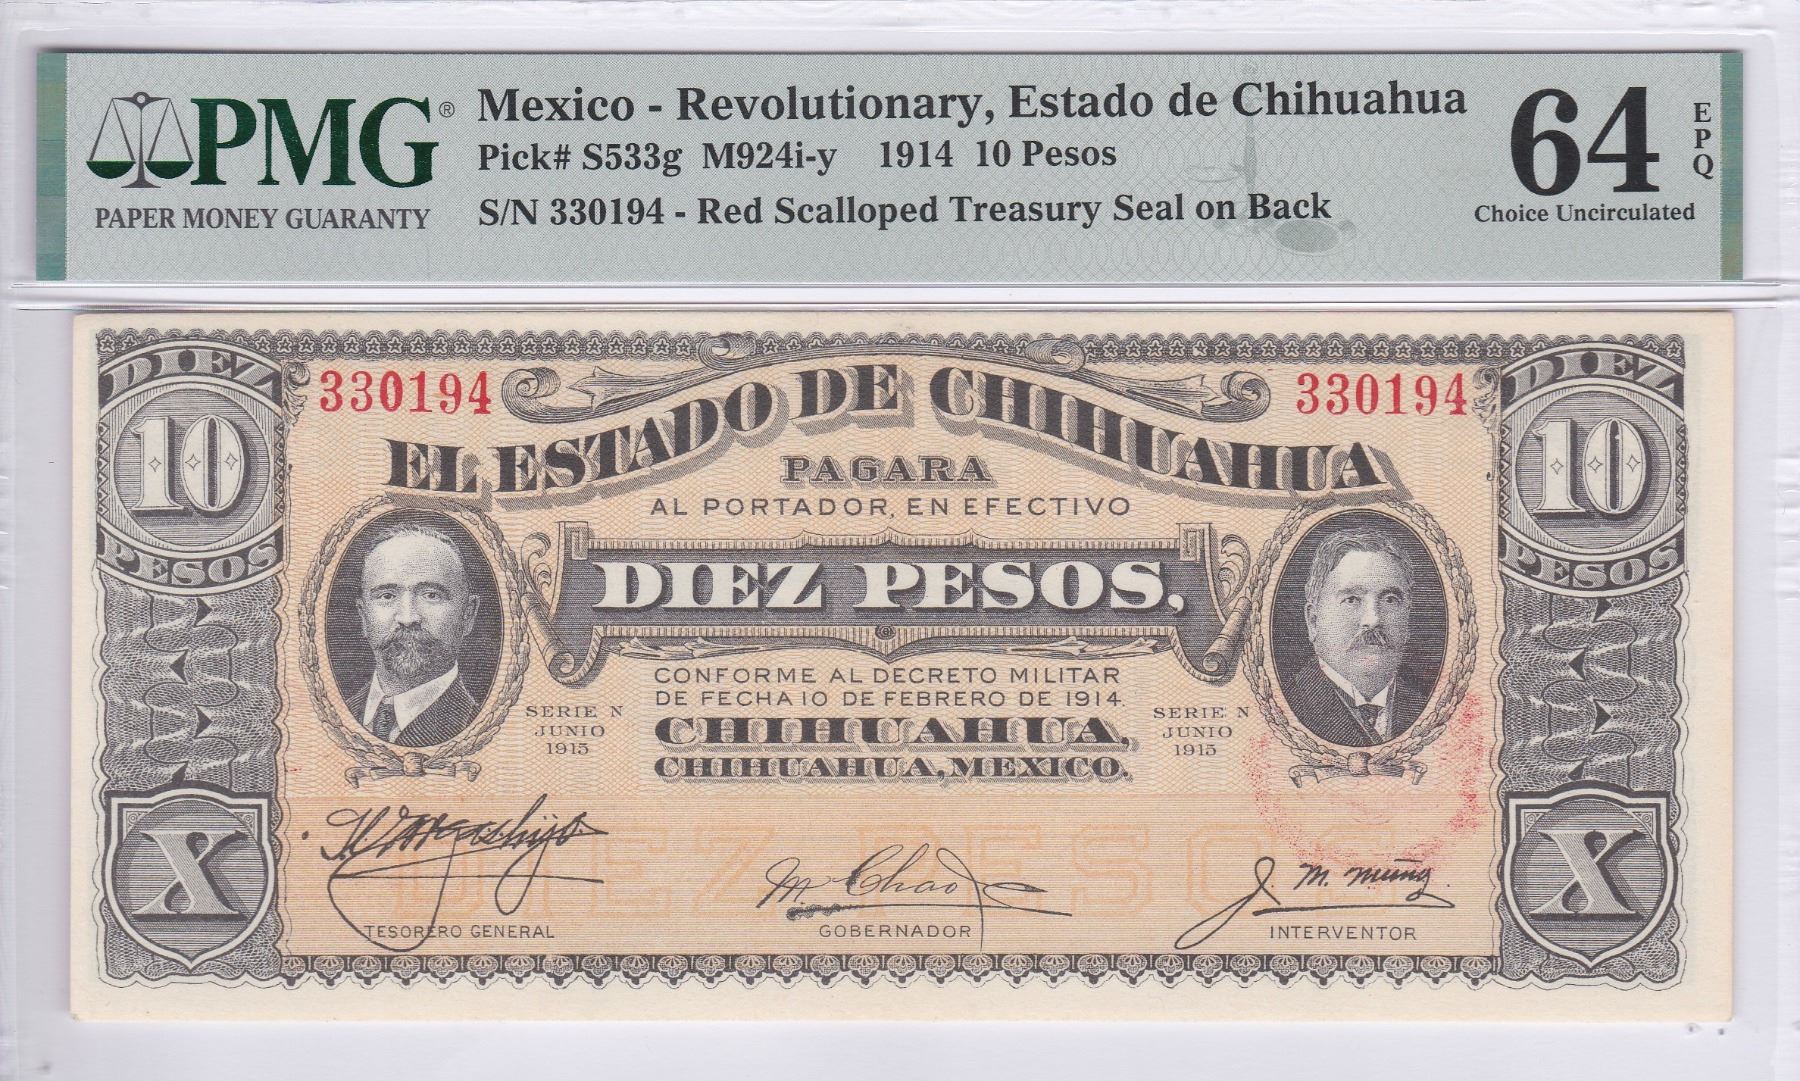 PMG®
PAPER MONEY GUARANTY
Mexico - Revolutionary, Estado de Chihuahua
Pick# S533g M924i-y 1914 10 Pesos
S/N 330194 - Red Scalloped Treasury Seal on Back
64 EPQ
Choice Uncirculated
DIEZ
10
PESOS
DIEZ
10
PESOS
330194
330194
EL ESTADO DE CHIHUAHUA
PAGARA
AL PORTADOR, EN EFECTIVO
DIEZ PESOS,
CONFORME AL DECRETO MILITAR
DE FECHA 10 DE FEBRERO DE 1914.
CHIHUAHUA,
CHIHUAHUA, MEXICO.
SERIE N
JUNIO
1915
SERIE N
JUNIO
1915
DIEZ PESOS
X
X
M. Chao
TESORERO GENERAL
GOBERNADOR
INTERVENTOR